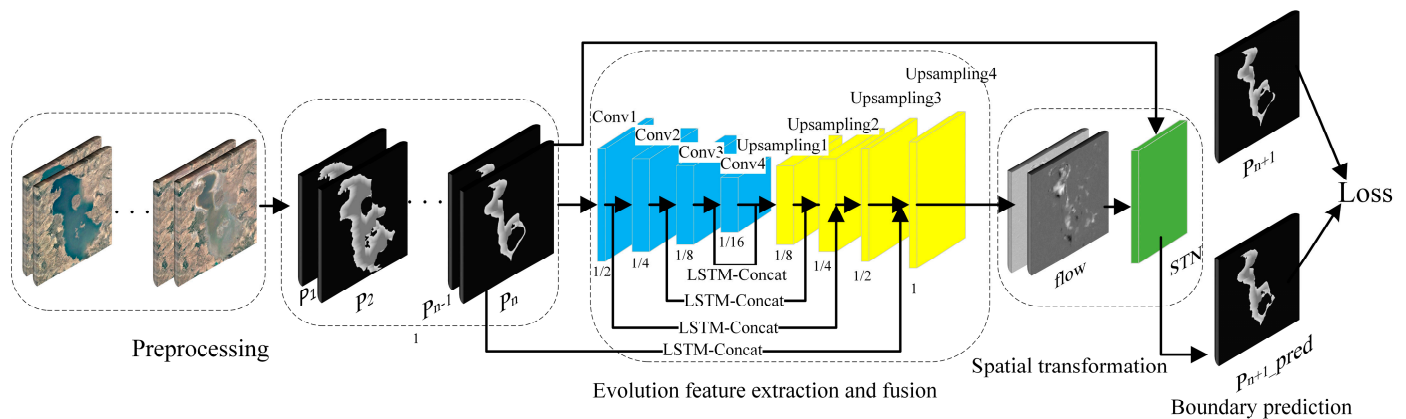 Preprocessing
P1
P2
Pn-1
Pn
1
Conv1
Conv2
Conv3
Conv4
Upsampling1
Upsampling2
Upsampling3
Upsampling4
1/2
1/4
1/8
1/16
1/8
1/4
1/2
1
LSTM-Concat
LSTM-Concat
LSTM-Concat
LSTM-Concat
Evolution feature extraction and fusion
flow
STN
Spatial transformation
Pn+1
Pn+1_pred
Boundary prediction
Loss